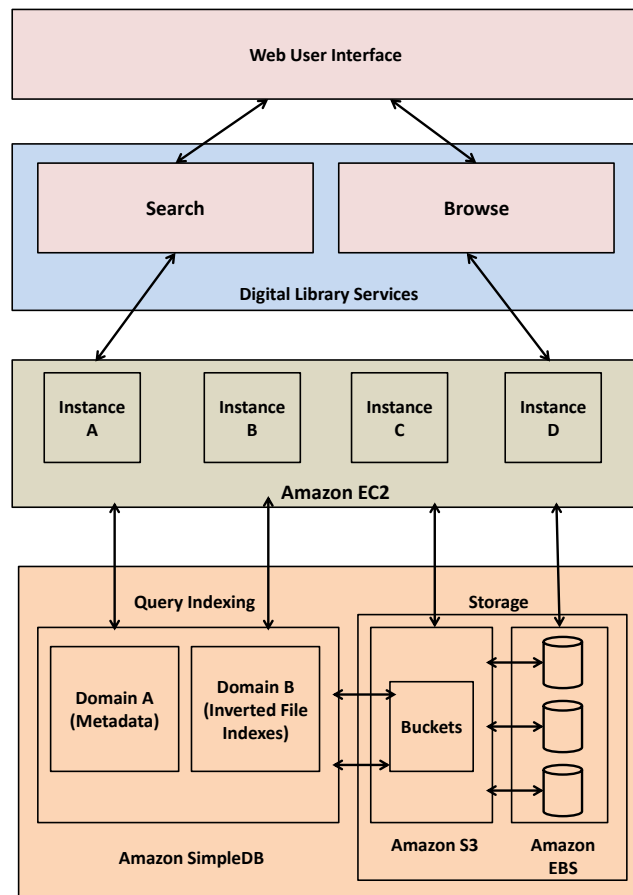 Web User Interface
Search
Browse
Digital Library Services
Instance
A
Instance
B
Instance
C
Instance
D
Amazon EC2
Query Indexing
Storage
Domain A
(Metadata)
Domain B
(Inverted File
Indexes)
Buckets
Amazon SimpleDB
Amazon S3
Amazon
EBS